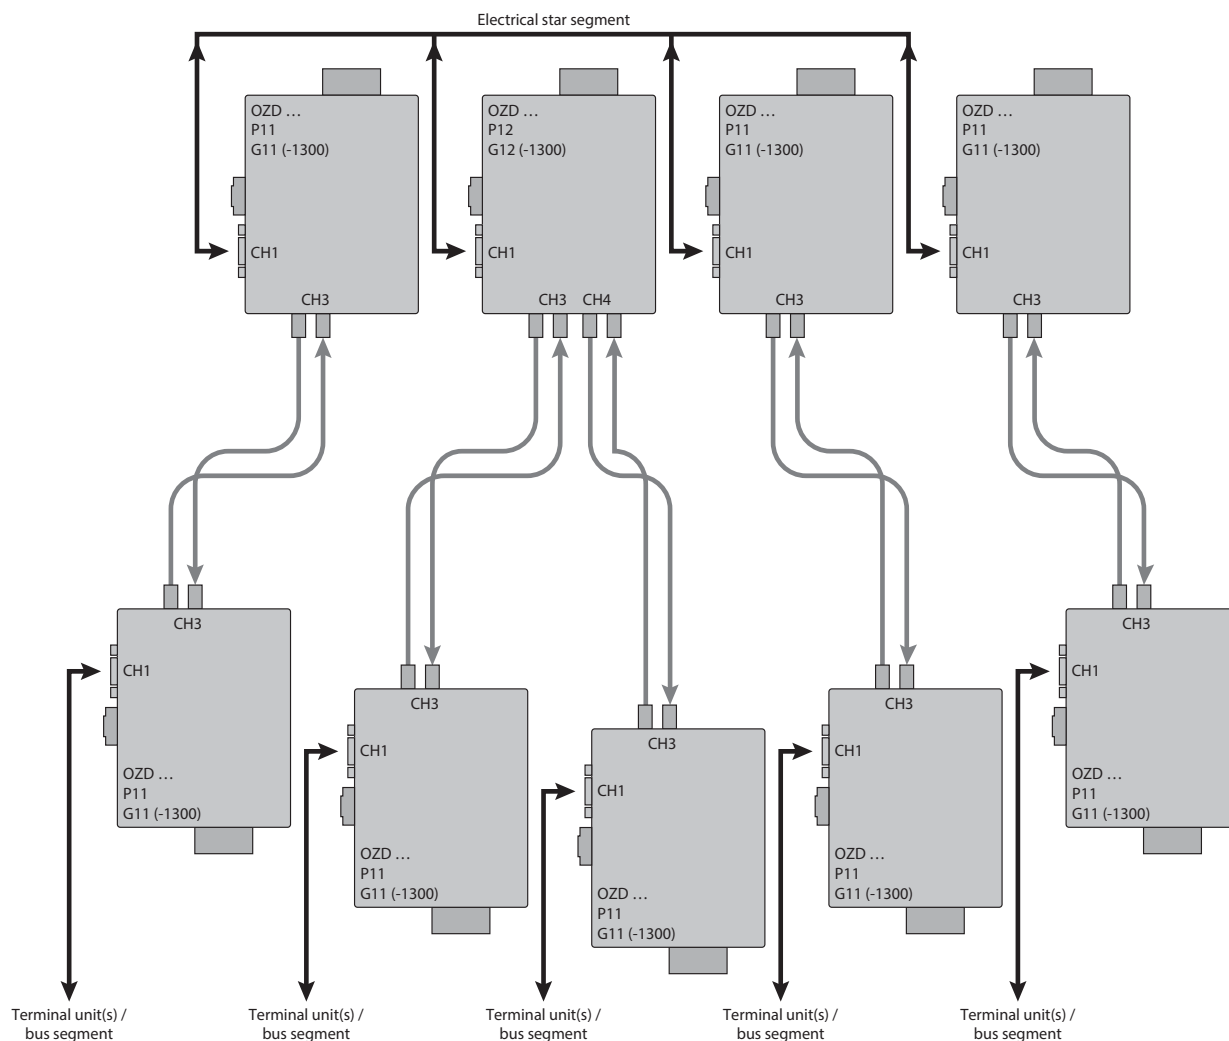 Electrical star segment
OZD …
P11
G11 (-1300)
CH1
CH3
OZD …
P12
G12 (-1300)
CH1
CH3 CH4
OZD …
P11
G11 (-1300)
CH1
CH3
OZD …
P11
G11 (-1300)
CH1
CH3
CH3
CH1
OZD …
P11
G11 (-1300)
CH3
CH1
OZD …
P11
G11 (-1300)
CH3
CH1
OZD …
P11
G11 (-1300)
CH3
CH1
OZD …
P11
G11 (-1300)
CH3
CH1
OZD …
P11
G11 (-1300)
Terminal unit(s) /
bus segment
Terminal unit(s) /
bus segment
Terminal unit(s) /
bus segment
Terminal unit(s) /
bus segment
Terminal unit(s) /
bus segment